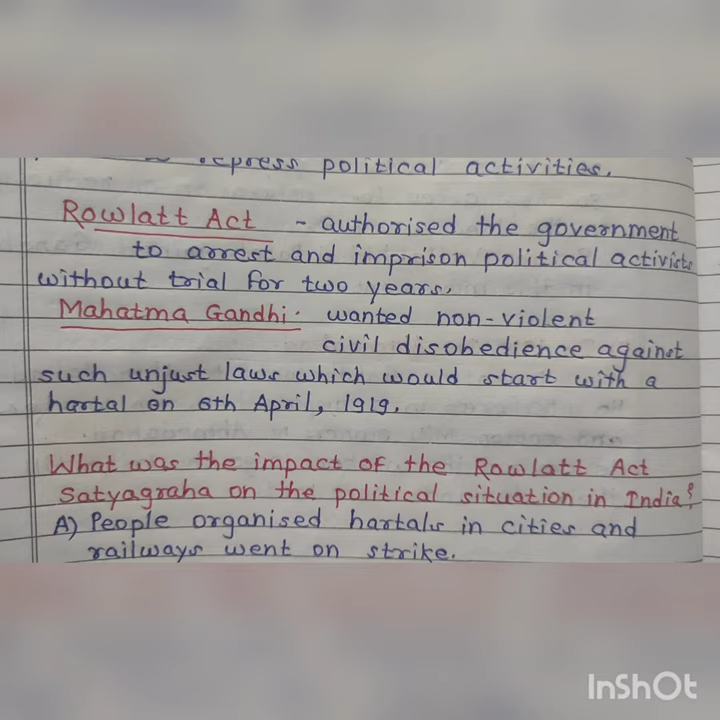 repress political activities.
Rowlatt Act - authorised the government
to arrest and imprison political activists
without trial for two years.
Mahatma Gandhi. wanted non-violent
civil disobedience against
such unjust laws which would start with a
hartal on 6th April, 1919.
What was the impact of the Rowlatt Act
Satyagraha on the political situation in India?
A) People organised hartals in cities and
railways went on strike.
InShOt